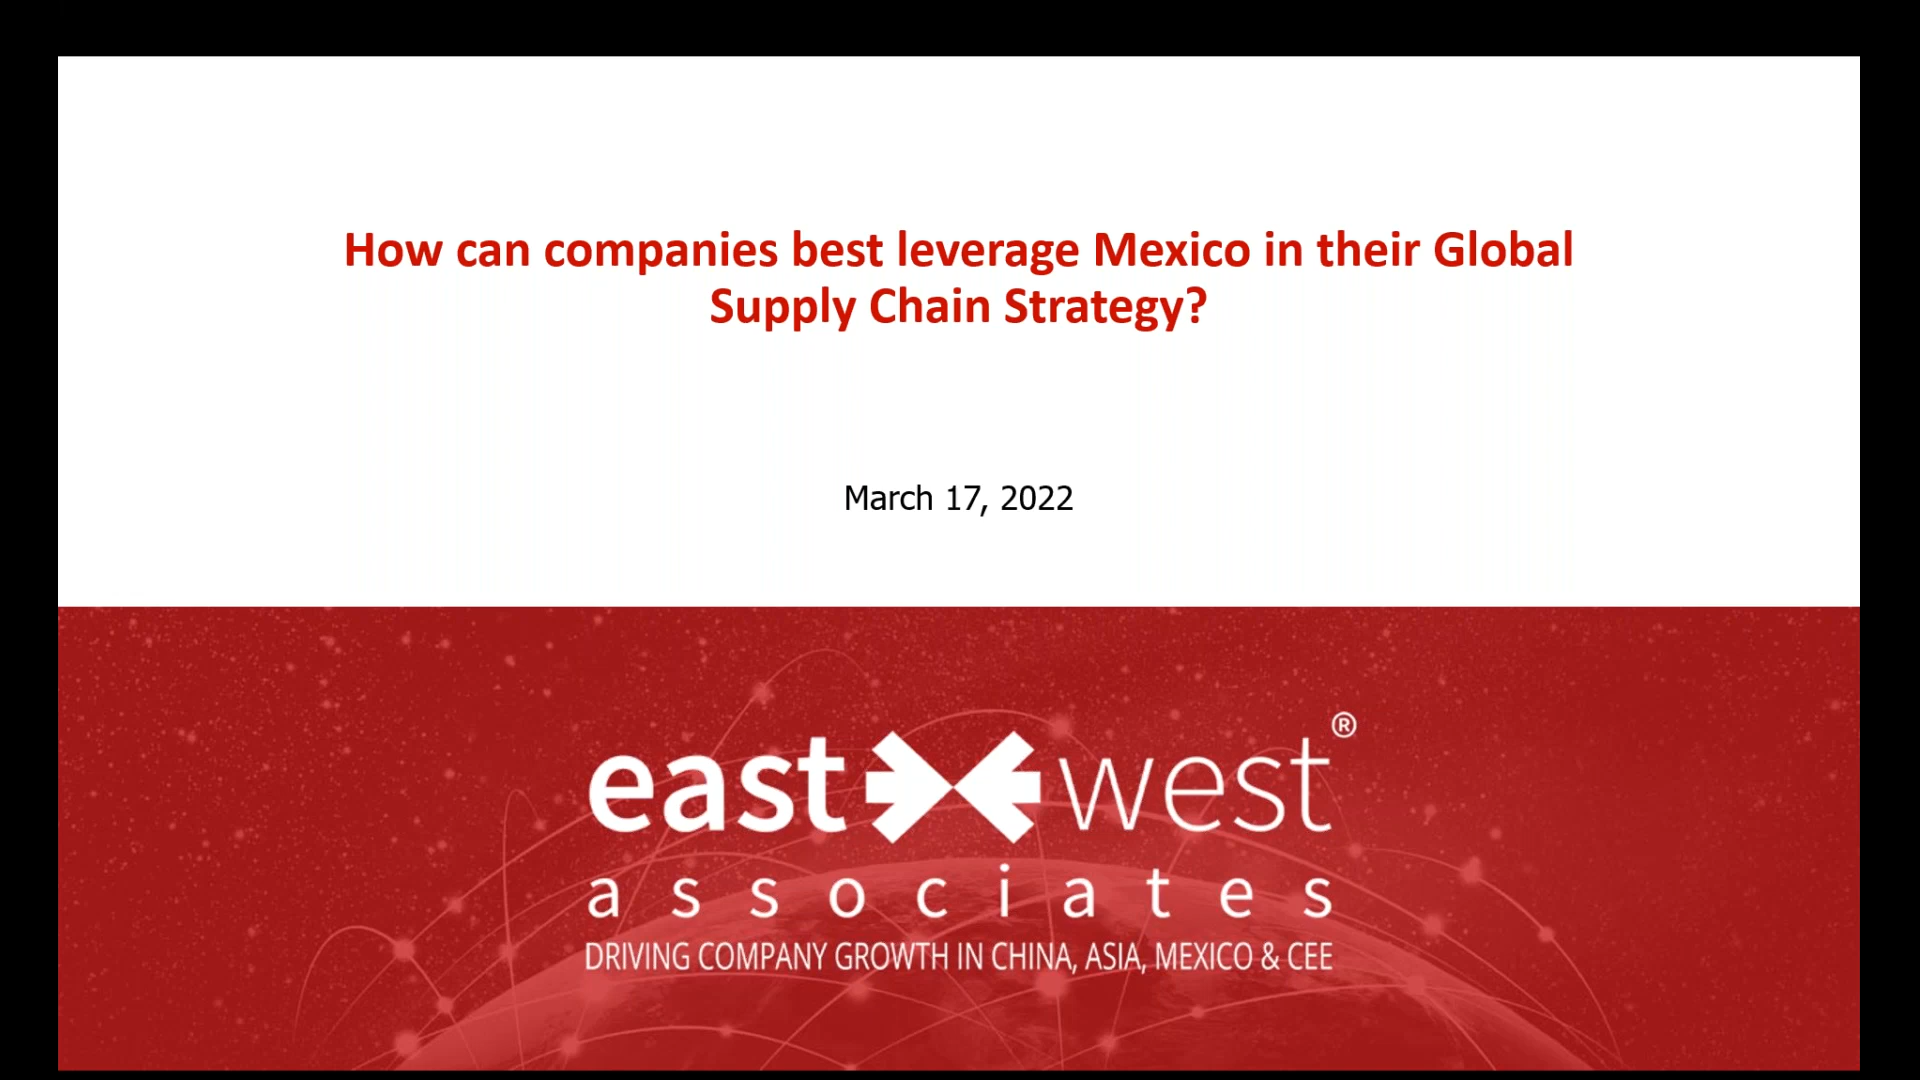 How can companies best leverage Mexico in their Global
Supply Chain Strategy?
March 17, 2022
east west®
associates
DRIVING COMPANY GROWTH IN CHINA, ASIA, MEXICO & CEE